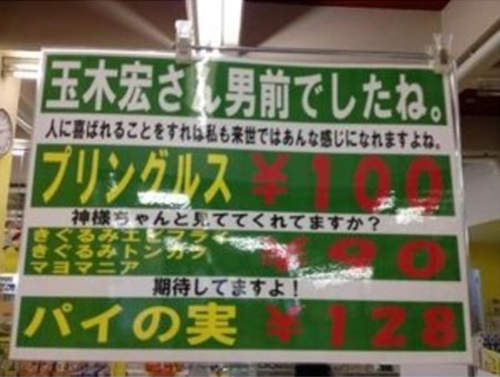 玉木宏さん男前でしたね。
人に喜ばれることをすれば私も来世ではあんな感じになれますよね。
プリングルス ¥100
神様ちゃんと見ててくれてますか?
きぐるみエビフライ
きぐるみトンカツ ¥90
マヨマニア
期待してますよ!
パイの実 ¥128